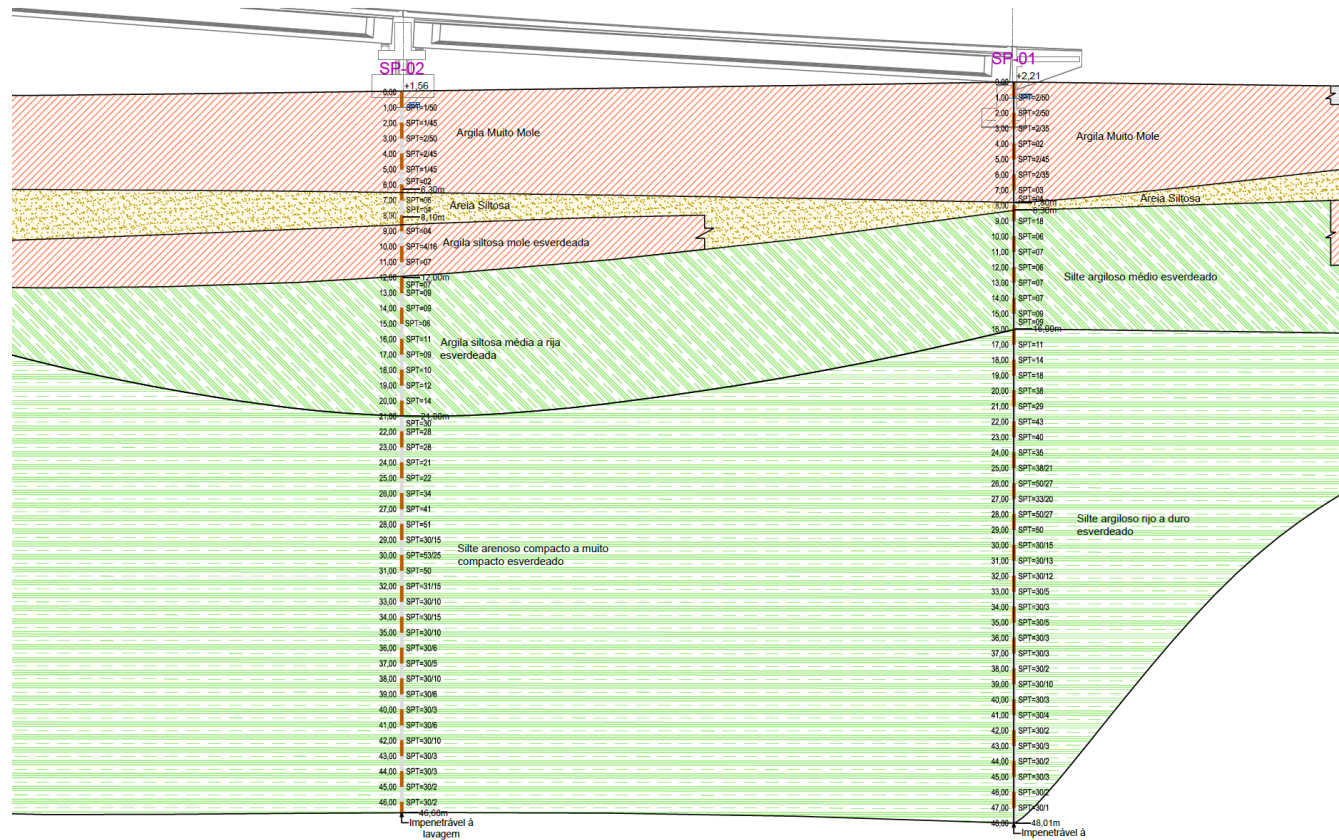 SP-02
+1,56
0,00
1,00 SPT=1/50
2,00 SPT=1/45
3,00 SPT=2/50
4,00 SPT=2/45
5,00 SPT=1/45
6,00 SPT=02
6,30m
7,00 SPT=06
SPT=04
8,00 8,10m
9,00 SPT=04
10,00 SPT=4/16
11,00 SPT=07
12,00 12,00m
SPT=07
13,00 SPT=09
14,00 SPT=09
15,00 SPT=08
16,00 SPT=11
17,00 SPT=09
18,00 SPT=10
19,00 SPT=12
20,00 SPT=14
21,00 21,00m
SPT=30
22,00 SPT=28
23,00 SPT=28
24,00 SPT=21
25,00 SPT=22
26,00 SPT=34
27,00 SPT=41
28,00 SPT=51
29,00 SPT=30/15
30,00 SPT=53/25
31,00 SPT=50
32,00 SPT=31/15
33,00 SPT=30/10
34,00 SPT=30/15
35,00 SPT=30/10
36,00 SPT=30/6
37,00 SPT=30/5
38,00 SPT=30/10
39,00 SPT=30/6
40,00 SPT=30/3
41,00 SPT=30/6
42,00 SPT=30/10
43,00 SPT=30/3
44,00 SPT=30/3
45,00 SPT=30/2
46,00 SPT=30/2
46,68m
Impenetrável à
lavagem
Argila Muito Mole
Areia Siltosa
Argila siltosa mole esverdeada
Argila siltosa média a rija
esverdeada
Silte arenoso compacto a muito
compacto esverdeado
SP-01
+2,21
0,00
1,00 SPT=2/50
2,00 SPT=2/50
3,00 SPT=2/35
4,00 SPT=02
5,00 SPT=2/45
6,00 SPT=2/35
7,00 SPT=03
8,00
9,00 SPT=18
10,00 SPT=06
11,00 SPT=07
12,00 SPT=06
13,00 SPT=07
14,00 SPT=07
15,00 SPT=09
SPT=09
16,00 16,00m
17,00 SPT=11
18,00 SPT=14
19,00 SPT=18
20,00 SPT=38
21,00 SPT=29
22,00 SPT=43
23,00 SPT=40
24,00 SPT=35
25,00 SPT=38/21
26,00 SPT=50/27
27,00 SPT=33/20
28,00 SPT=50/27
29,00 SPT=50
30,00 SPT=30/15
31,00 SPT=30/13
32,00 SPT=30/12
33,00 SPT=30/5
34,00 SPT=30/3
35,00 SPT=30/5
36,00 SPT=30/3
37,00 SPT=30/3
38,00 SPT=30/2
39,00 SPT=30/10
40,00 SPT=30/3
41,00 SPT=30/4
42,00 SPT=30/2
43,00 SPT=30/3
44,00 SPT=30/2
45,00 SPT=30/3
46,00 SPT=30/2
47,00 SPT=30/1
48,00 48,01m
Impenetrável à
Argila Muito Mole
Areia Siltosa
Silte argiloso médio esverdeado
Silte argiloso rijo a duro
esverdeado